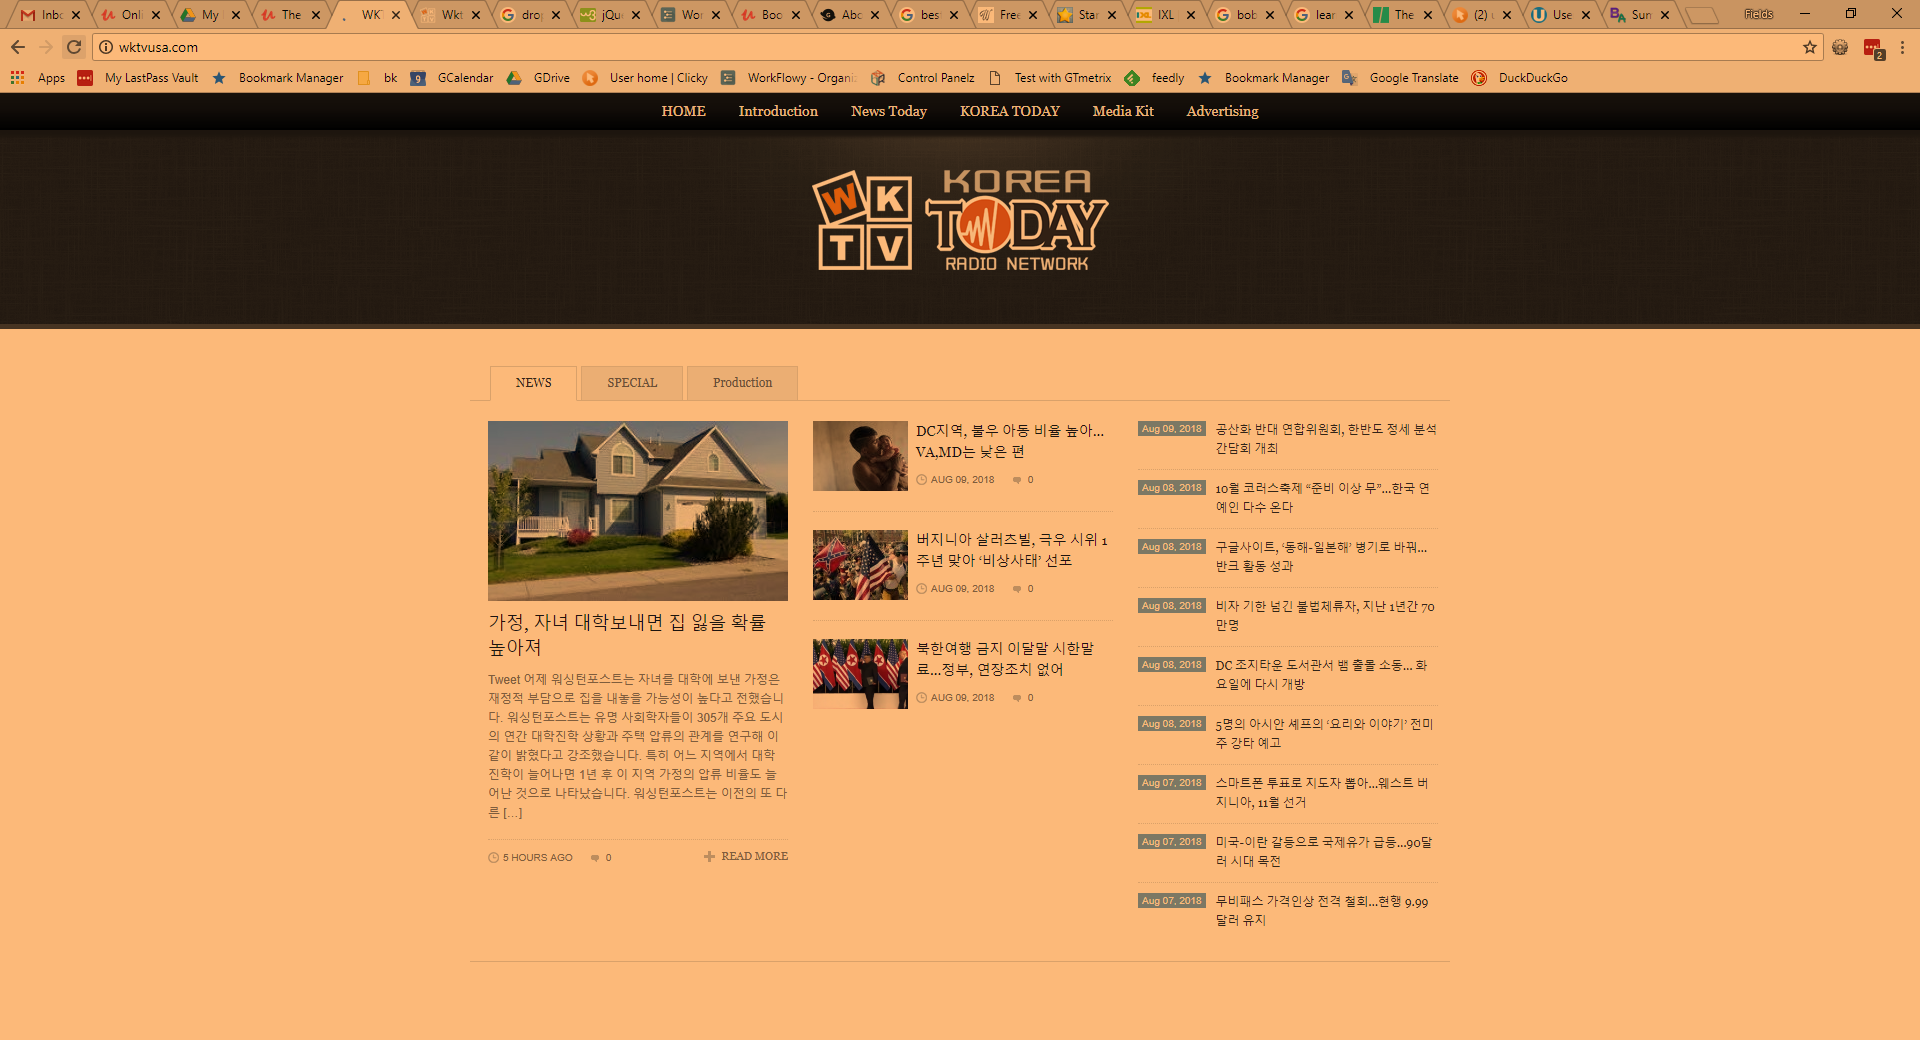 Inbo
Onli
My
The
WKT
Wkt
drop
jQue
Wor
Boo
Abc
best
Free
Star
IXL
bob
lear
The
(2)
Use
Sun
Fields
wktvusa.com
2
Apps
My LastPass Vault
Bookmark Manager
bk
GCalendar
GDrive
User home | Clicky
WorkFlowy - Organi
Control Panelz
Test with GTmetrix
feedly
Bookmark Manager
Google Translate
DuckDuckGo
HOME
Introduction
News Today
KOREA TODAY
Media Kit
Advertising
WK
TV
KOREA
TODAY
RADIO NETWORK
NEWS
SPECIAL
Production
가정, 자녀 대학보내면 집 잃을 확률
높아져
Tweet 어제 워싱턴포스트는 자녀를 대학에 보낸 가정은
재정적 부담으로 집을 내놓을 가능성이 높다고 전했습니
다. 워싱턴포스트는 유명 사회학자들이 305개 주요 도시
의 연간 대학진학 상황과 주택 압류의 관계를 연구해 이
같이 밝혔다고 강조했습니다. 특히 어느 지역에서 대학
진학이 늘어나면 1년 후 이 지역 가정의 압류 비율도 늘
어난 것으로 나타났습니다. 워싱턴포스트는 이전의 또 다
른 [...]
5 HOURS AGO
0
READ MORE
DC지역, 불우 아동 비율 높아…
VA,MD는 낮은 편
AUG 09, 2018
0
버지니아 살러츠빌, 극우 시위 1
주년 맞아 ‘비상사태’ 선포
AUG 09, 2018
0
북한여행 금지 이달말 시한말
료…정부, 연장조치 없어
AUG 09, 2018
0
Aug 09, 2018
공산화 반대 연합위원회, 한반도 정세 분석
간담회 개최
Aug 08, 2018
10월 코러스축제 “준비 이상 무”…한국 연
예인 다수 온다
Aug 08, 2018
구글사이트, ‘동해-일본해’ 병기로 바꿔…
반크 활동 성과
Aug 08, 2018
비자 기한 넘긴 불법체류자, 지난 1년간 70
만명
Aug 08, 2018
DC 조지타운 도서관서 뱀 출몰 소동… 화
요일에 다시 개방
Aug 08, 2018
5명의 아시안 셰프의 ‘요리와 이야기’ 전미
주 강타 예고
Aug 07, 2018
스마트폰 투표로 지도자 뽑아…웨스트 버
지니아, 11월 선거
Aug 07, 2018
미국-이란 갈등으로 국제유가 급등…90달
러 시대 목전
Aug 07, 2018
무비패스 가격인상 전격 철회…현행 9.99
달러 유지